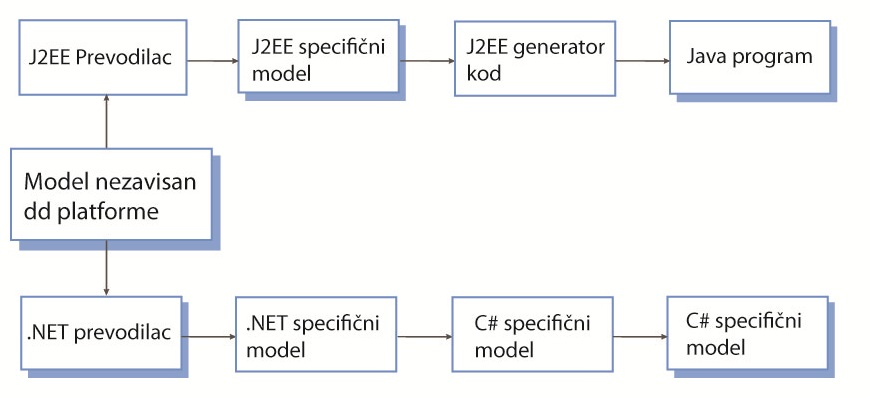 J2EE Prevodilac
J2EE specifični
model
J2EE generator
kod
Java program
Model nezavisan
dd platforme
.NET prevodilac
.NET specifični
model
C# specifični
model
C# specifični
model